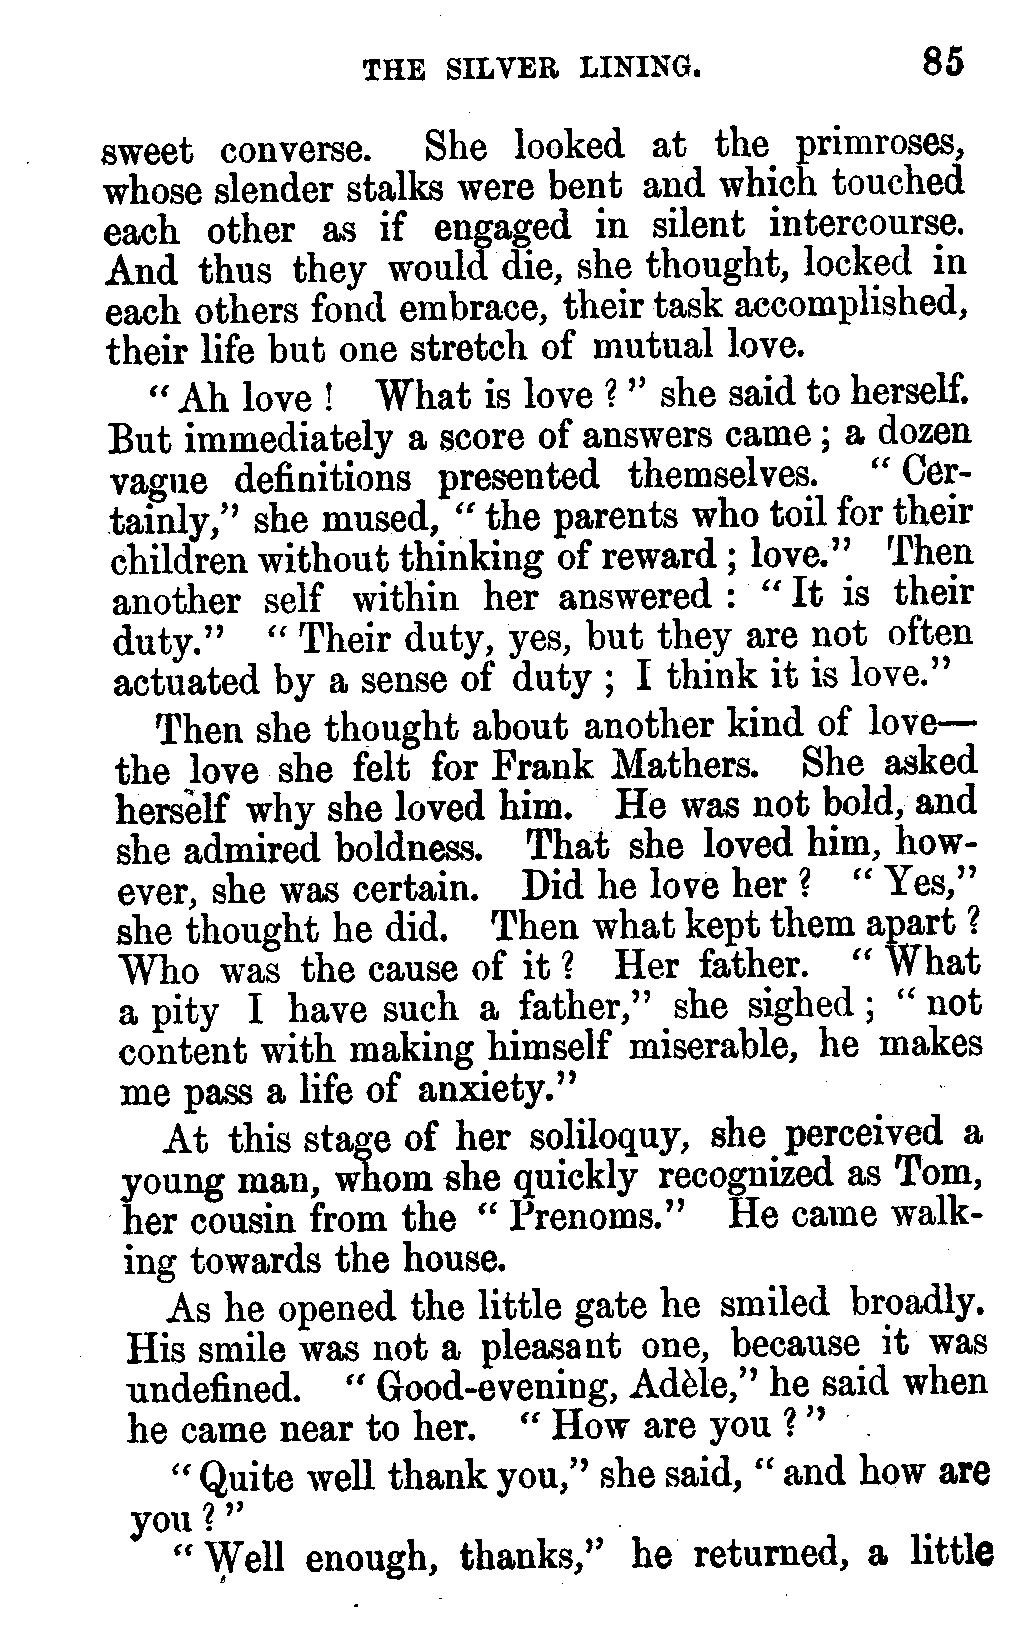 THE SILVER LINING. 85
sweet converse. She looked at the primroses,
whose slender stalks were bent and which touched
each other as if engaged in silent intercourse.
And thus they would die, she thought, locked in
each others fond embrace, their task accomplished,
their life but one stretch of mutual love.
" Ah love ! What is love ? " she said to herself.
But immediately a score of answers came ; a dozen
vague definitions presented themselves. " Cer-
tainly," she mused, " the parents who toil for their
children without thinking of reward ; love." Then
another self within her answered : " It is their
duty." " Their duty, yes, but they are not often
actuated by a sense of duty ; I think it is love."
Then she thought about another kind of love—
the love she felt for Frank Mathers. She asked
herself why she loved him. He was not bold, and
she admired boldness. That she loved him, how-
ever, she was certain. Did he love her ? " Yes,"
she thought he did. Then what kept them apart ?
Who was the cause of it ? Her father. " What
a pity I have such a father," she sighed ; " not
content with making himself miserable, he makes
me pass a life of anxiety."
At this stage of her soliloquy, she perceived a
young man, whom she quickly recognized as Tom,
her cousin from the " Prenoms." He came walk-
ing towards the house.
As he opened the little gate he smiled broadly.
His smile was not a pleasant one, because it was
undefined. " Good-evening, Adèle," he said when
he came near to her. " How are you ? "
" Quite well thank you," she said, " and how are
you ? "
" Well enough, thanks," he returned, a little